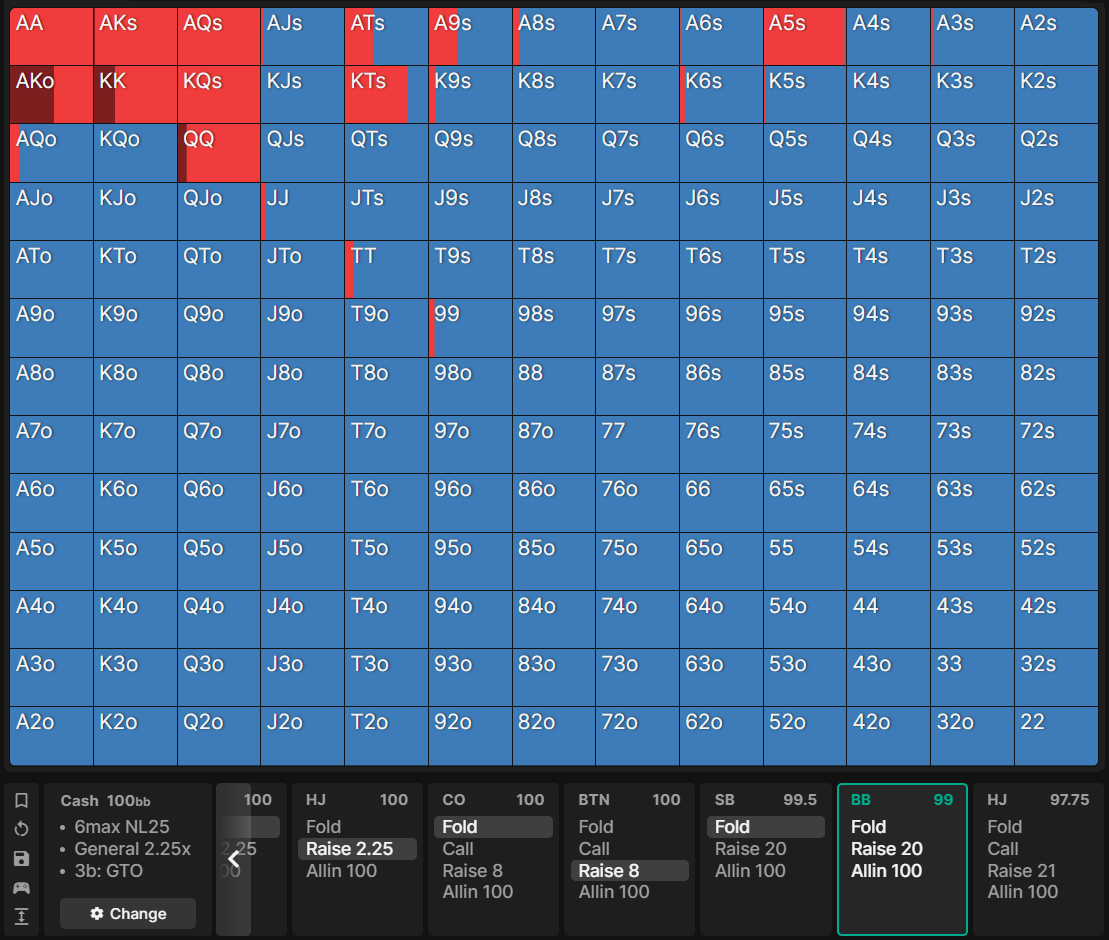 AA AKs AQs AJs ATs A9s A8s A7s A6s A5s A4s A3s A2s
AKo KK KQs KJs KTs K9s K8s K7s K6s K5s K4s K3s K2s
AQo KQo QQ QJs QTs Q9s Q8s Q7s Q6s Q5s Q4s Q3s Q2s
AJo KJo QJo JJ JTs J9s J8s J7s J6s J5s J4s J3s J2s
ATo KTo QTo JTo TT T9s T8s T7s T6s T5s T4s T3s T2s
A9o K9o Q9o J9o T9o 99 98s 97s 96s 95s 94s 93s 92s
A8o K8o Q8o J8o T8o 98o 88 87s 86s 85s 84s 83s 82s
A7o K7o Q7o J7o T7o 97o 87o 77 76s 75s 74s 73s 72s
A6o K6o Q6o J6o T6o 96o 86o 76o 66 65s 64s 63s 62s
A5o K5o Q5o J5o T5o 95o 85o 75o 65o 55 54s 53s 52s
A4o K4o Q4o J4o T4o 94o 84o 74o 64o 54o 44 43s 42s
A3o K3o Q3o J3o T3o 93o 83o 73o 63o 53o 43o 33 32s
A2o K2o Q2o J2o T2o 92o 82o 72o 62o 52o 42o 32o 22
Cash 100bb
• 6max NL25
• General 2.25x
• 3b: GTO
Change
100
2.25
00
HJ 100
Fold
Raise 2.25
Allin 100
CO 100
Fold
Call
Raise 8
Allin 100
BTN 100
Fold
Call
Raise 8
Allin 100
SB 99.5
Fold
Raise 20
Allin 100
BB 99
Fold
Raise 20
Allin 100
HJ 97.75
Fold
Call
Raise 21
Allin 100